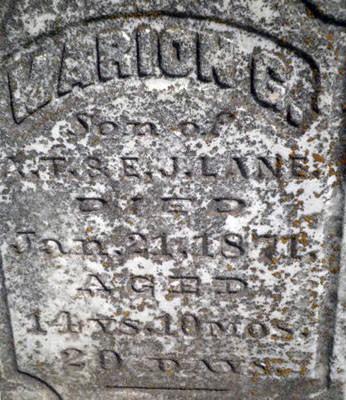 MARION G.
Son of
T. & E. J. LANE.
DIED
Jan. 21, 1871.
AGED
14 YS. 10 MOS.
20 DAYS.